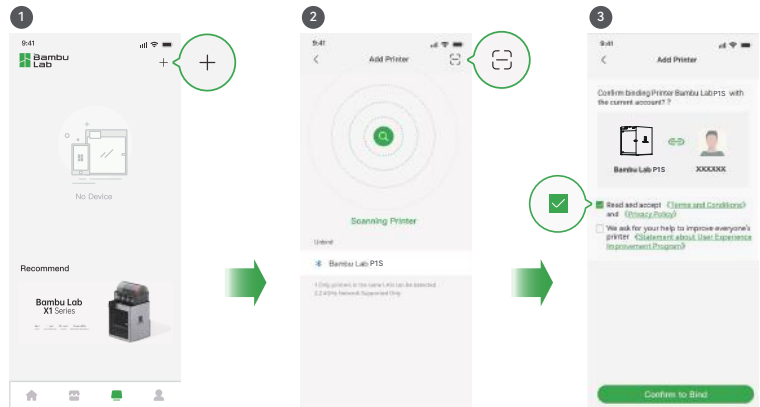 1
2
3
9:41
Bambu
Lab
No Device
Recommend
Bambu Lab
X1 Series
9:41
Add Printer
Scanning Printer
Unbind
Bambu Lab P1S
1.Only printers in the same LAN can be detected
2.2.4GHz Network Supported Only
9:41
Add Printer
Confirm binding Printer Bambu Lab P1S with
the current account? ?
Bambu Lab P1S
XXXXXX
Read and accept 《Terms and Conditions》
and 《Privacy Policy》
We ask for your help to improve everyone's
printer 《Statement about User Experience
Improvement Program》
Confirm to Bind